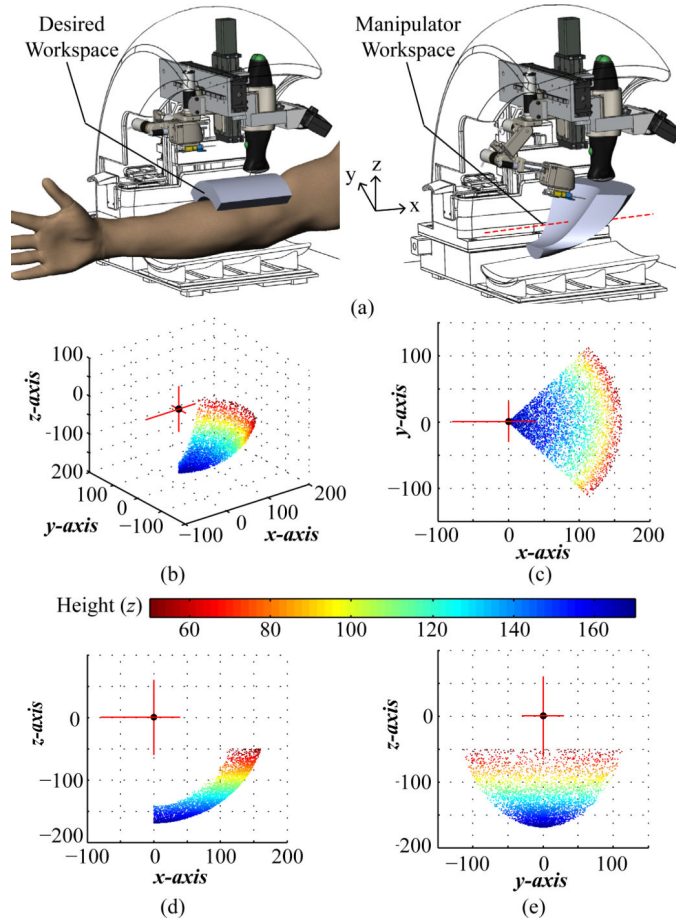 Desired
Workspace
Manipulator
Workspace
z
y
x
(a)
100
0
−100
200
z-axis
100
0
−100
y-axis
−100
0
100
200
x-axis
(b)
100
0
−100
y-axis
−100
0
100
200
x-axis
(c)
Height (z)
60 80 100 120 140 160
0
−100
−200
z-axis
−100
0
100
200
x-axis
(d)
0
−100
−200
z-axis
−100
0
100
y-axis
(e)